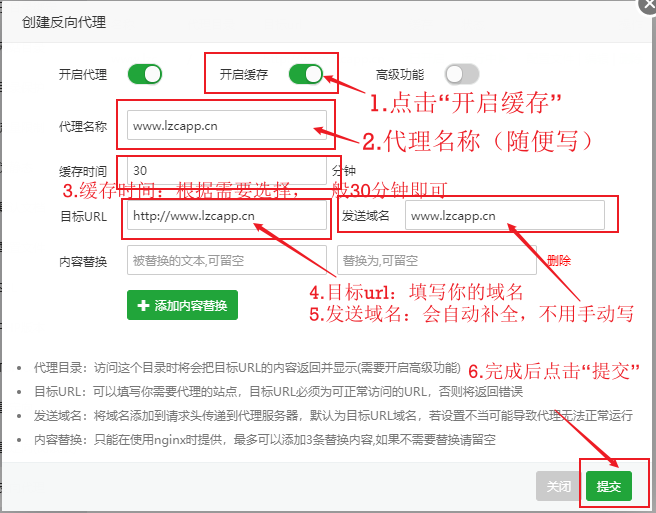 创建反向代理
开启代理 开启缓存 高级功能
1.点击“开启缓存”
代理名称 www.lzcapp.cn
2.代理名称（随便写）
缓存时间 30 分钟
3.缓存时间：根据需要选择，一般30分钟即可
目标URL http://www.lzcapp.cn 发送域名 www.lzcapp.cn
内容替换 被替换的文本,可留空 替换为,可留空 删除
4.目标url：填写你的域名
添加内容替换
5.发送域名：会自动补全，不用手动写
代理目录：访问这个目录时将会把目标URL的内容返回并显示(需要开启高级功能)
6.完成后点击“提交”
目标URL：可以填写你需要代理的站点，目标URL必须为可正常访问的URL，否则将返回错误
发送域名：将域名添加到请求头传递到代理服务器，默认为目标URL域名，若设置不当可能导致代理无法正常运行
内容替换：只能在使用nginx时提供，最多可以添加3条替换内容,如果不需要替换请留空
关闭 提交